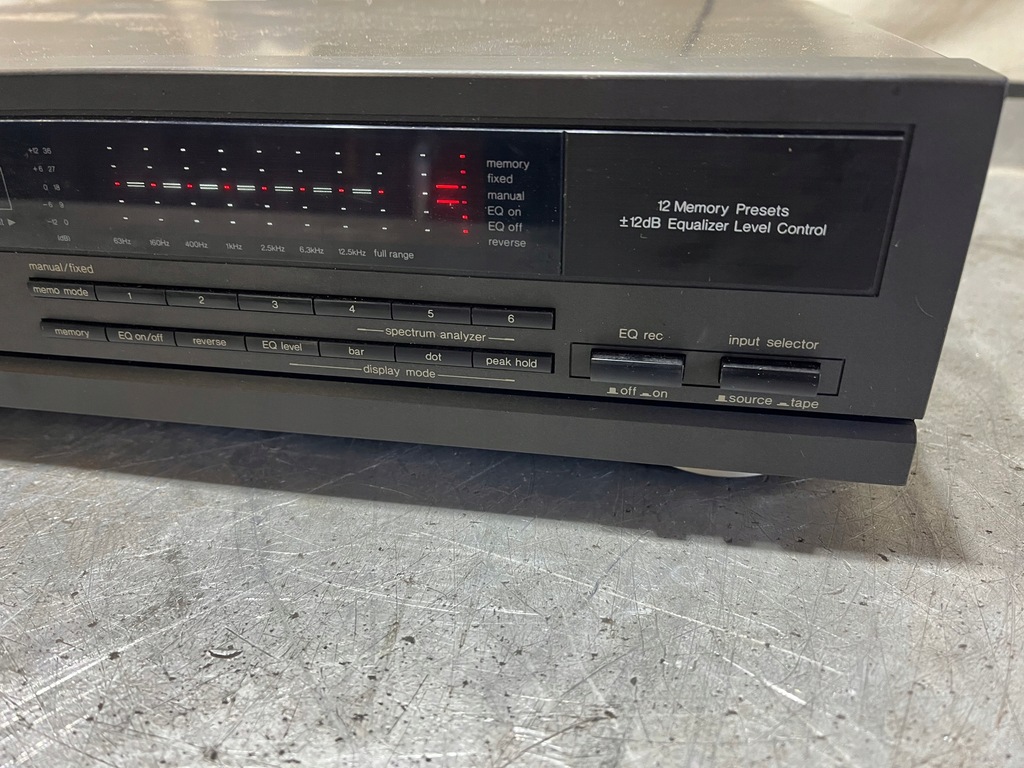 +12 36
+6 27
0 18
-6 9
-12 0
(dB)
63Hz 160Hz 400Hz 1kHz 2.5kHz 6.3kHz 12.5kHz full range
memory
fixed
manual
EQ on
EQ off
reverse
12 Memory Presets
±12dB Equalizer Level Control
manual/fixed
memo mode 1 2 3 4 5 6
spectrum analyzer
memory EQ on/off reverse EQ level bar dot peak hold
display mode
EQ rec
off on
input selector
source tape